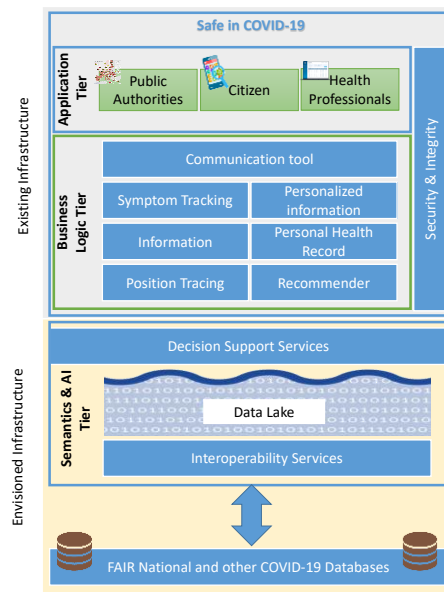 Safe in COVID-19
Existing Infrastructure
Application
Tier
Public
Authorities
Citizen
Health
Professionals
Security & Integrity
Business
Logic Tier
Communication tool
Symptom Tracking
Personalized
information
Information
Personal Health
Record
Position Tracing
Recommender
Envisioned Infrastructure
Semantics & AI
Tier
Decision Support Services
Data Lake
Interoperability Services
FAIR National and other COVID-19 Databases